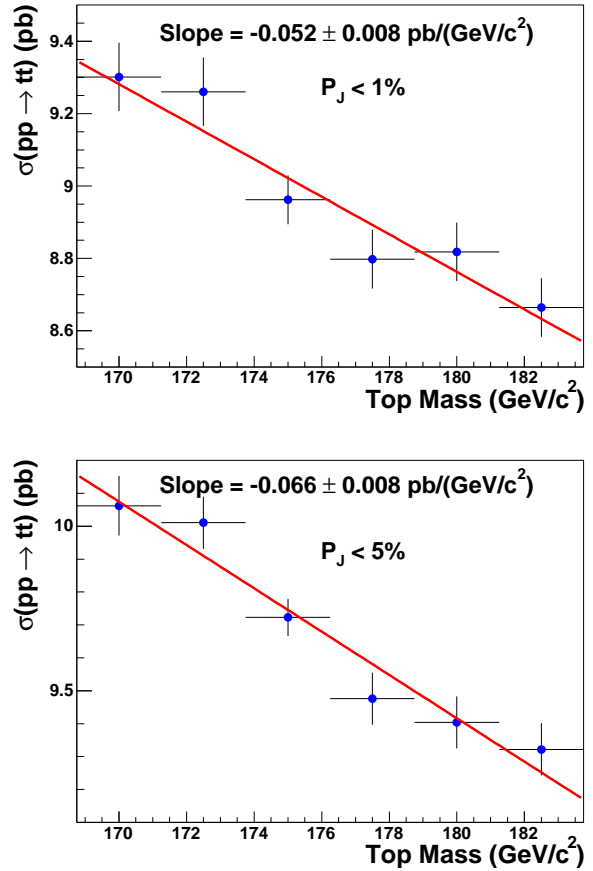 Slope = -0.052 ± 0.008 pb/(GeV/c²)
P_J < 1%
σ(pp → tt) (pb)
9.4
9.2
9
8.8
8.6
170 172 174 176 178 180 182
Top Mass (GeV/c²)
Slope = -0.066 ± 0.008 pb/(GeV/c²)
P_J < 5%
σ(pp → tt) (pb)
10
9.5
170 172 174 176 178 180 182
Top Mass (GeV/c²)